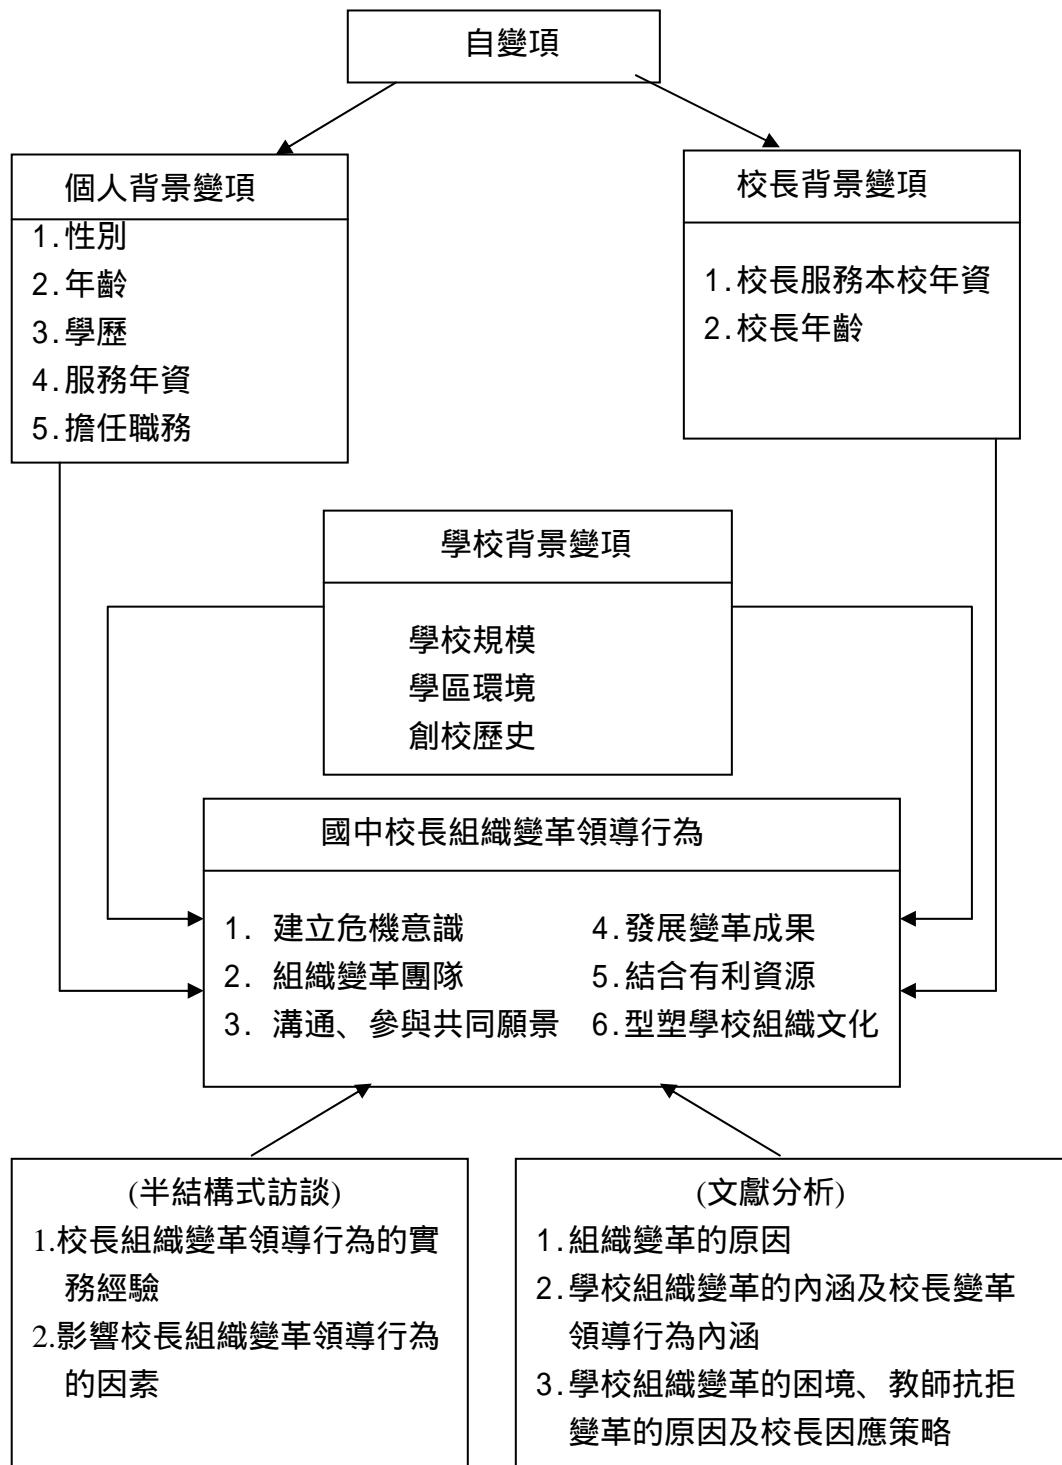 自變項
個人背景變項
1.性別
2.年齡
3.學歷
4.服務年資
5.擔任職務
校長背景變項
1.校長服務本校年資
2.校長年齡
學校背景變項
學校規模
學區環境
創校歷史
國中校長組織變革領導行為
1. 建立危機意識
2. 組織變革團隊
3. 溝通、參與共同願景
4.發展變革成果
5.結合有利資源
6.型塑學校組織文化
(半結構式訪談)
1.校長組織變革領導行為的實
務經驗
2.影響校長組織變革領導行為
的因素
(文獻分析)
1.組織變革的原因
2.學校組織變革的內涵及校長變革
領導行為內涵
3.學校組織變革的困境、教師抗拒
變革的原因及校長因應策略